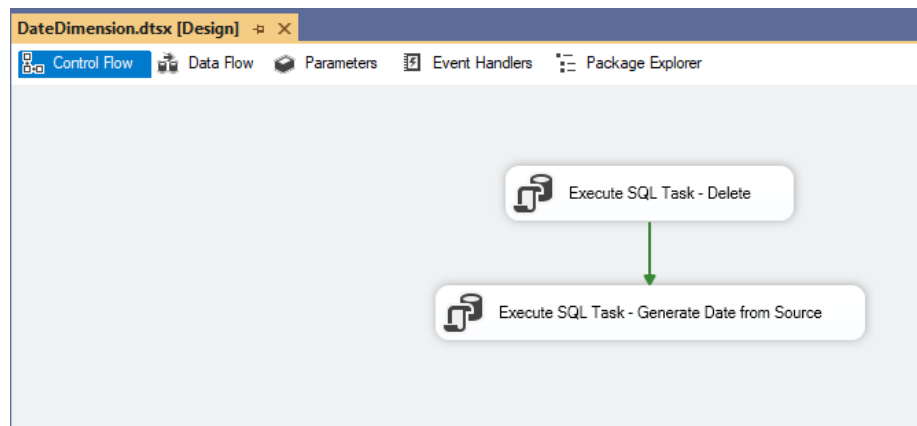 DateDimension.dtsx [Design]
Control Flow Data Flow Parameters Event Handlers Package Explorer
Execute SQL Task - Delete
Execute SQL Task - Generate Date from Source